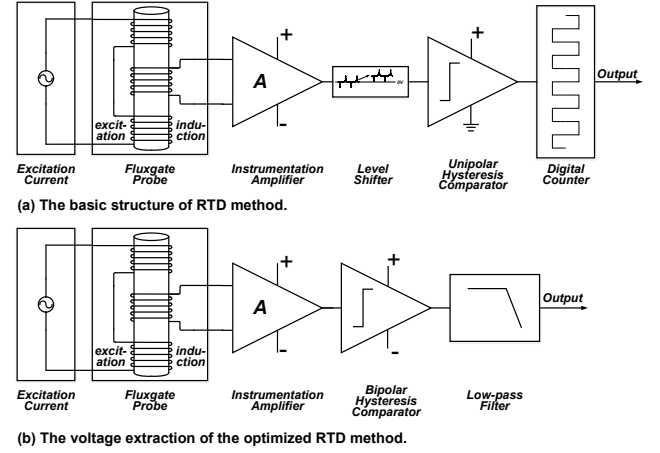 +
A
0V
-
excit-
ation
indu-
ction
+
Output
Excitation
Current
Fluxgate
Probe
Instrumentation
Amplifier
Level
Shifter
Unipolar
Hysteresis
Comparator
Digital
Counter
(a) The basic structure of RTD method.
+
A
-
+
-
excit-
ation
indu-
ction
Output
Excitation
Current
Fluxgate
Probe
Instrumentation
Amplifier
Bipolar
Hysteresis
Comparator
Low-pass
Filter
(b) The voltage extraction of the optimized RTD method.